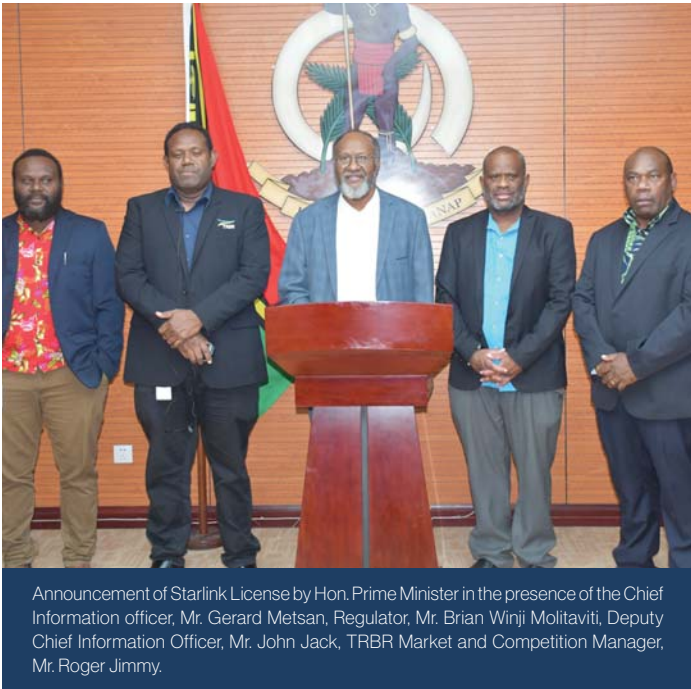 NAP
TRBR
Announcement of Starlink License by Hon. Prime Minister in the presence of the Chief
Information officer, Mr. Gerard Metsan, Regulator, Mr. Brian Winji Molitaviti, Deputy
Chief Information Officer, Mr. John Jack, TRBR Market and Competition Manager,
Mr. Roger Jimmy.